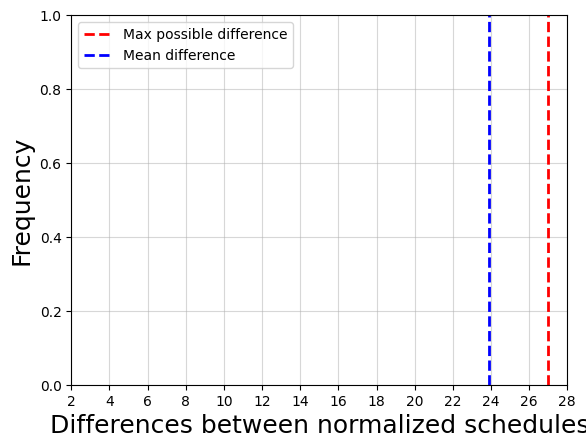 Max possible difference
Mean difference
1.0
0.8
0.6
0.4
0.2
0.0
Frequency
2 4 6 8 10 12 14 16 18 20 22 24 26 28
Differences between normalized schedules